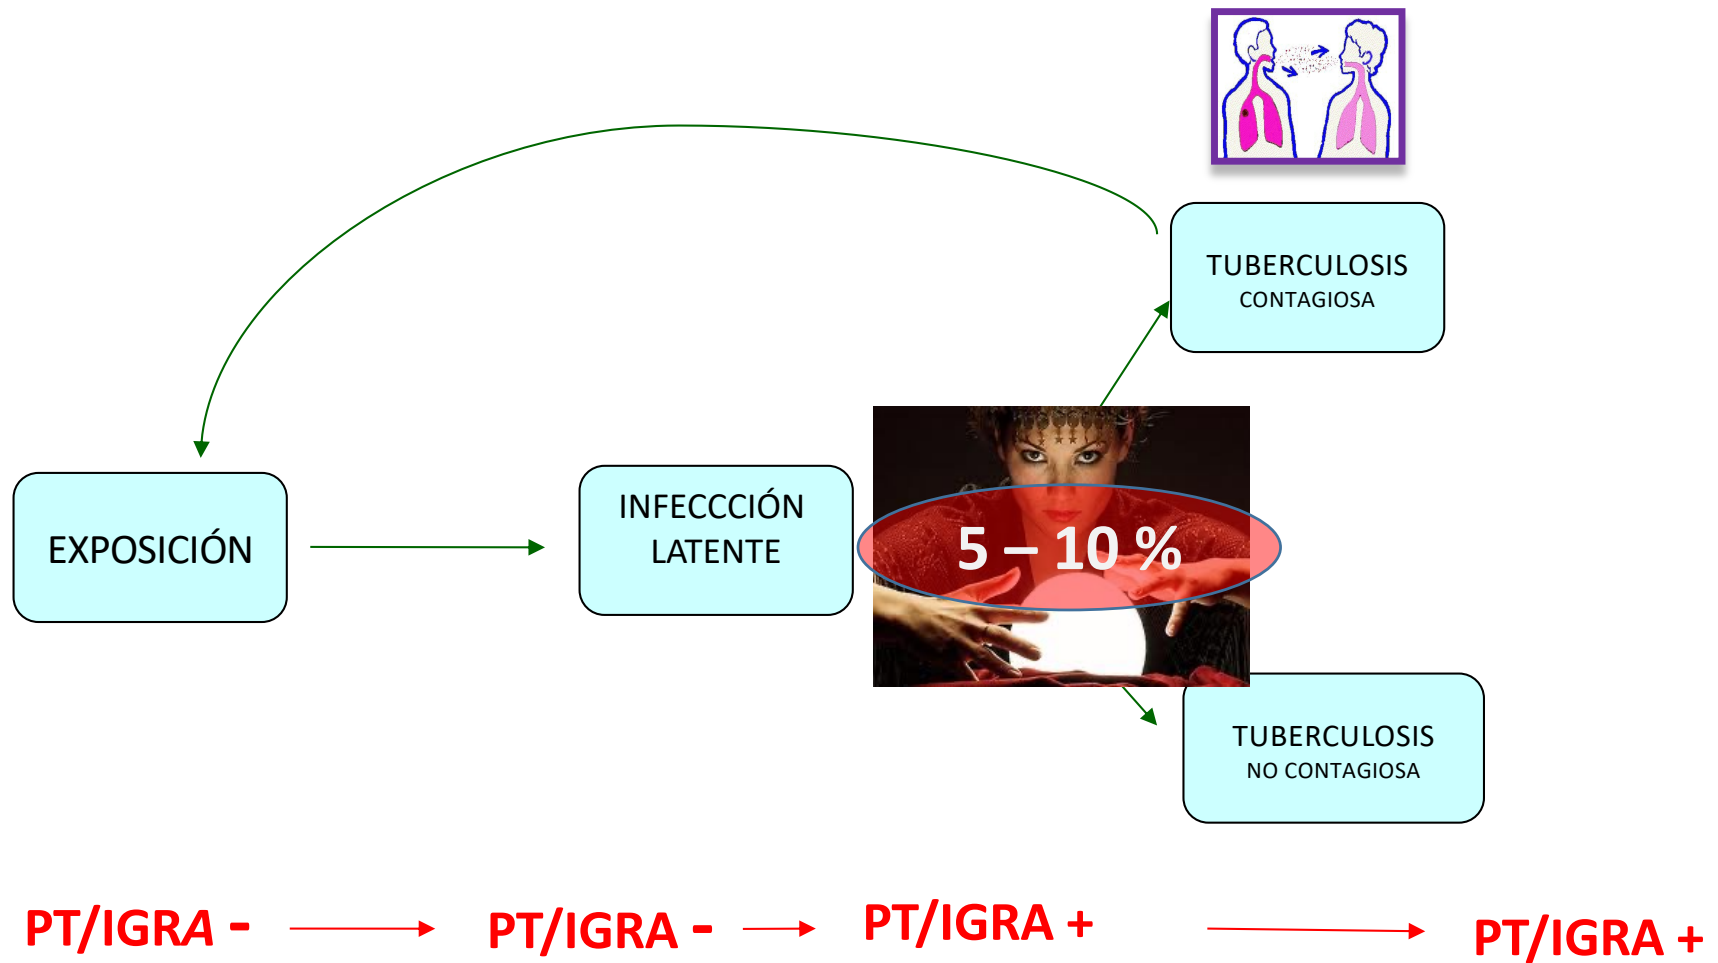 TUBERCULOSIS
CONTAGIOSA
EXPOSICIÓN
INFECCCIÓN
LATENTE
5 – 10 %
TUBERCULOSIS
NO CONTAGIOSA
PT/IGRA -
PT/IGRA -
PT/IGRA +
PT/IGRA +